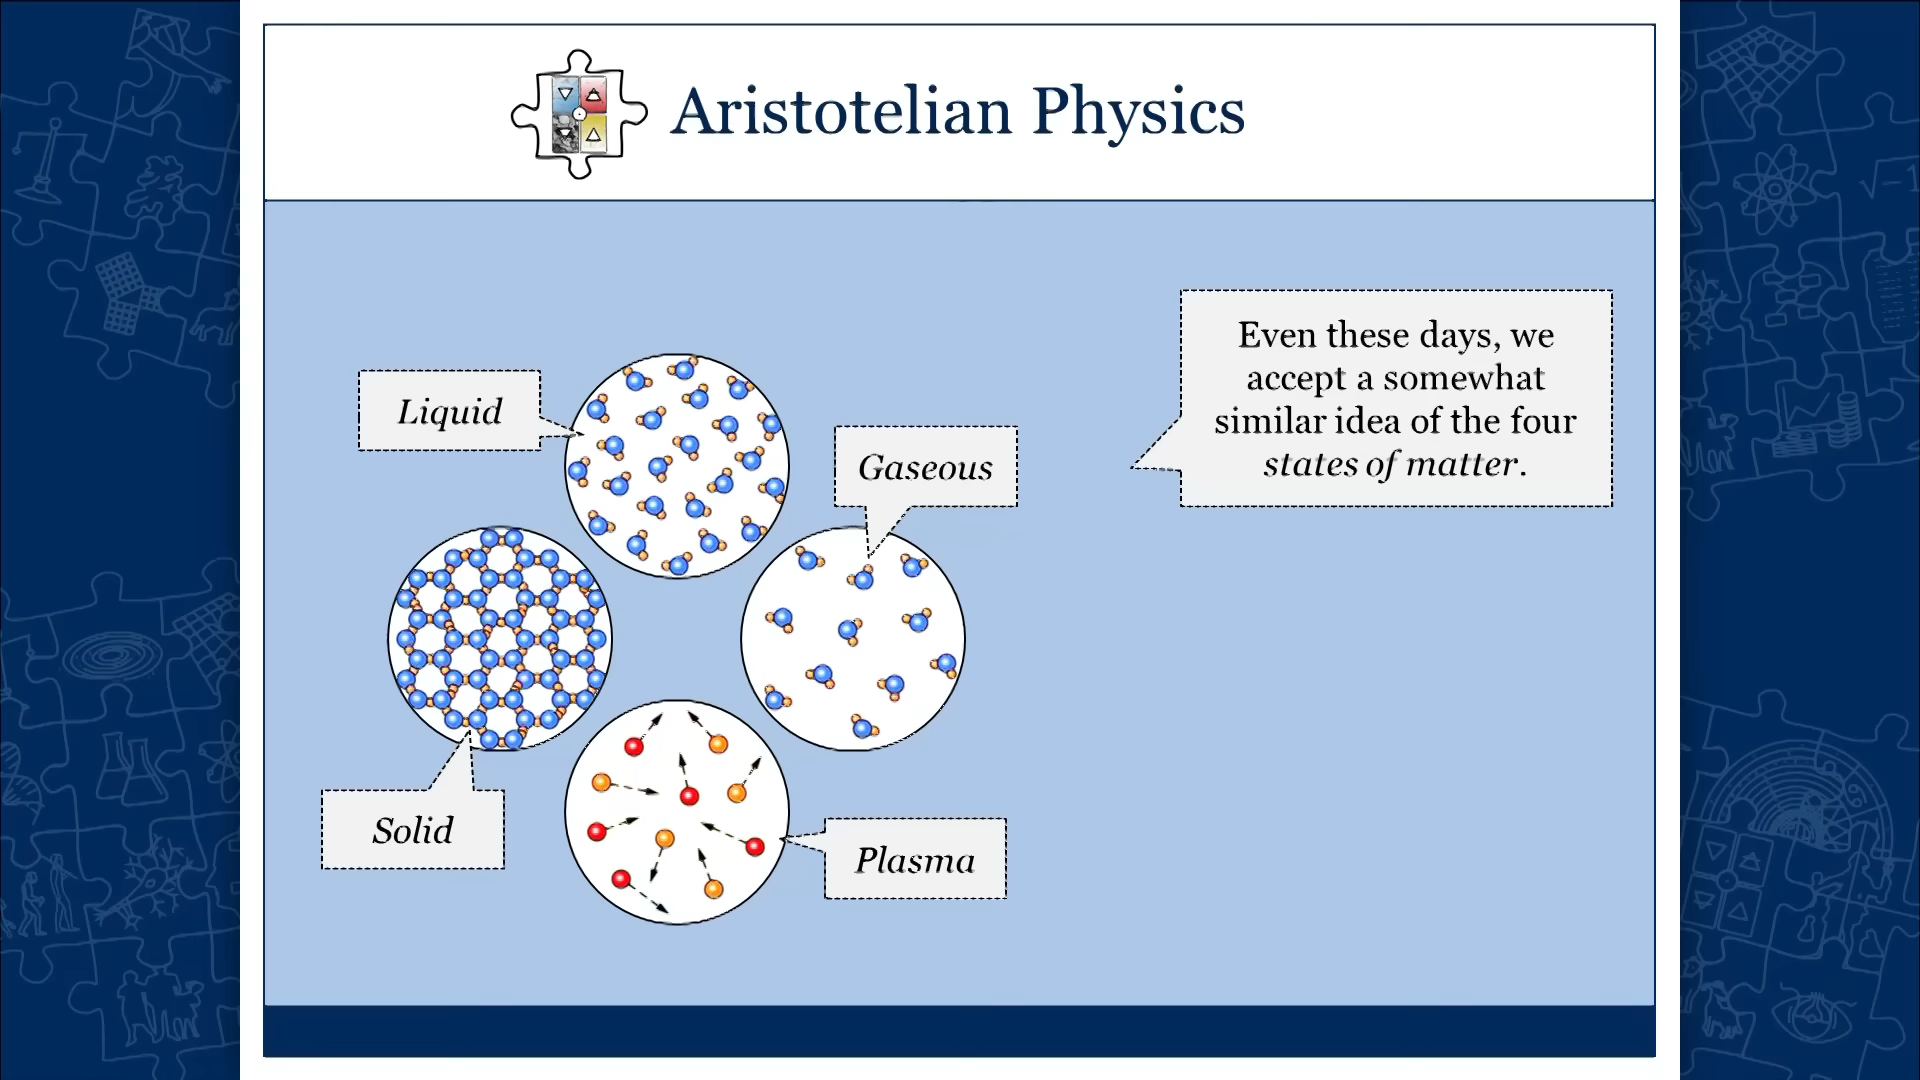 Aristotelian Physics
Even these days, we
accept a somewhat
similar idea of the four
states of matter.
Liquid
Gaseous
Solid
Plasma
√-1